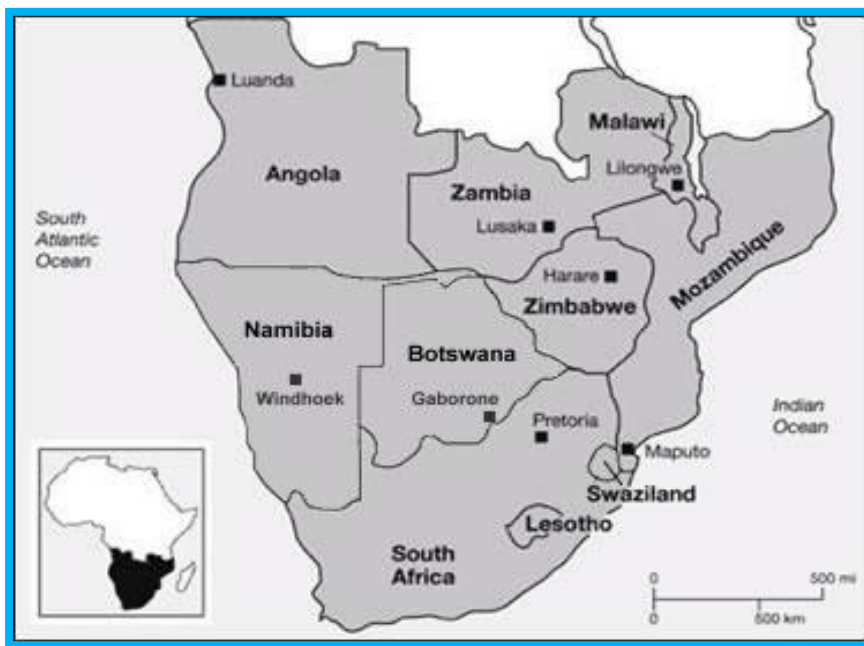 Luanda
Malawi
Angola
Lilongwe
Zambia
South
Atlantic
Ocean
Lusaka
Mozambique
Harare
Zimbabwe
Namibia
Botswana
Windhoek
Gaborone
Pretoria
Indian
Ocean
Maputo
Swaziland
Lesotho
South
Africa
0 500 mi
0 500 km